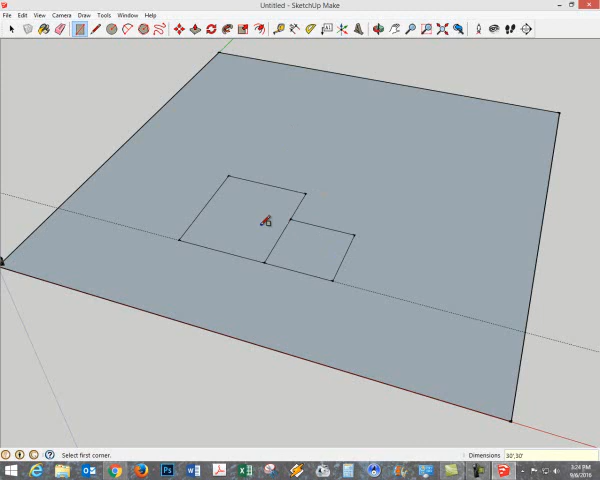 Untitled - SketchUp Make
File Edit View Camera Draw Tools Window Help
Select first corner.
Dimensions 30',30'
3:24 PM
9/6/2016